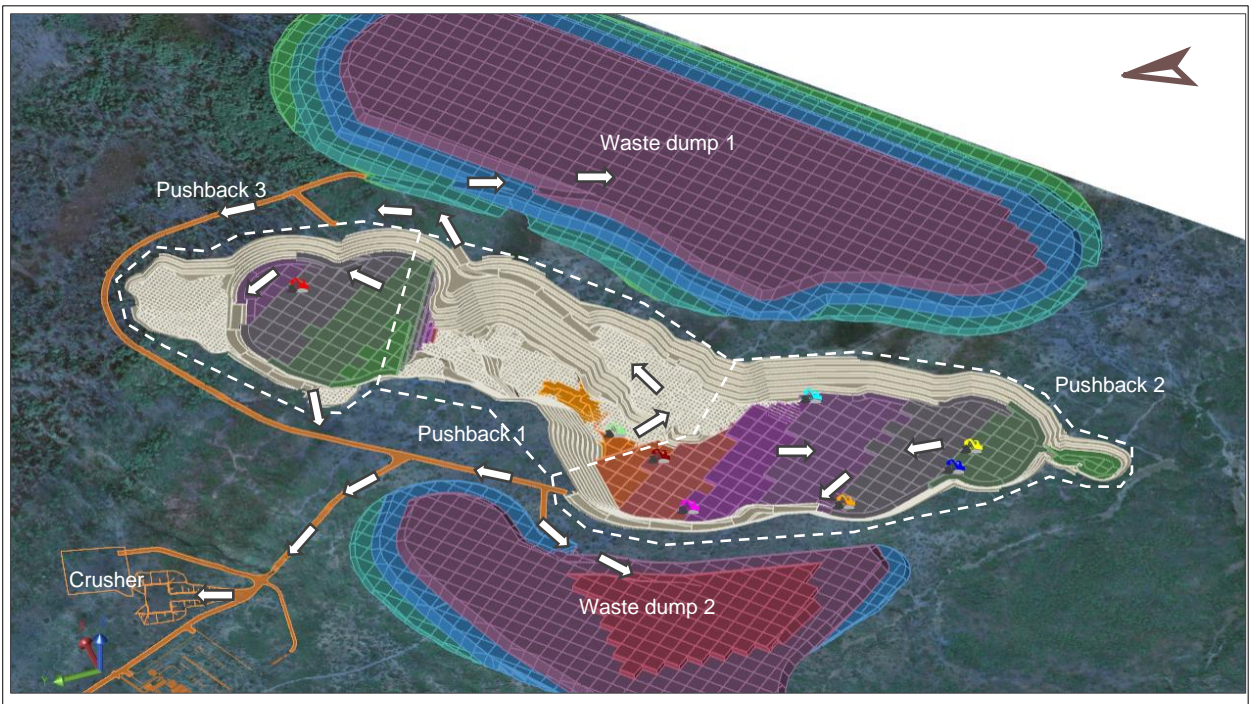 Waste dump 1
Pushback 3
Pushback 2
Pushback 1
Crusher
Waste dump 2
Y